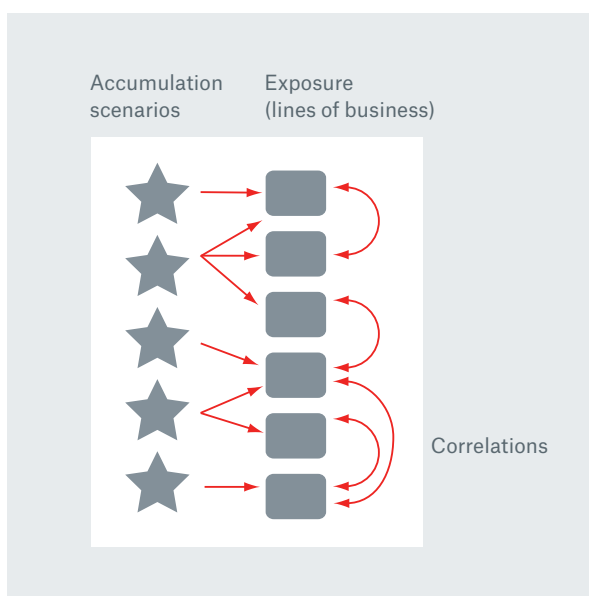 Accumulation
scenarios
Exposure
(lines of business)
Correlations